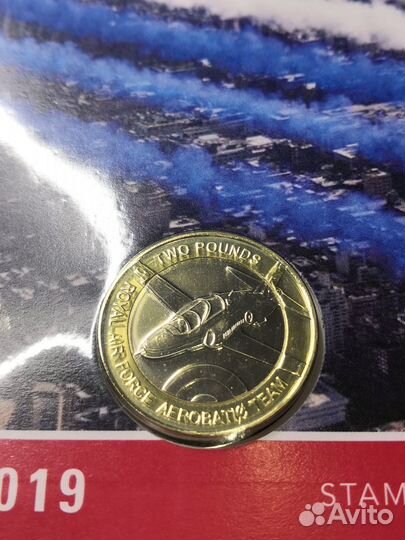 TWO POUNDS
ROYAL AIR FORCE AEROBATIC TEAM
019
STAM
Avito